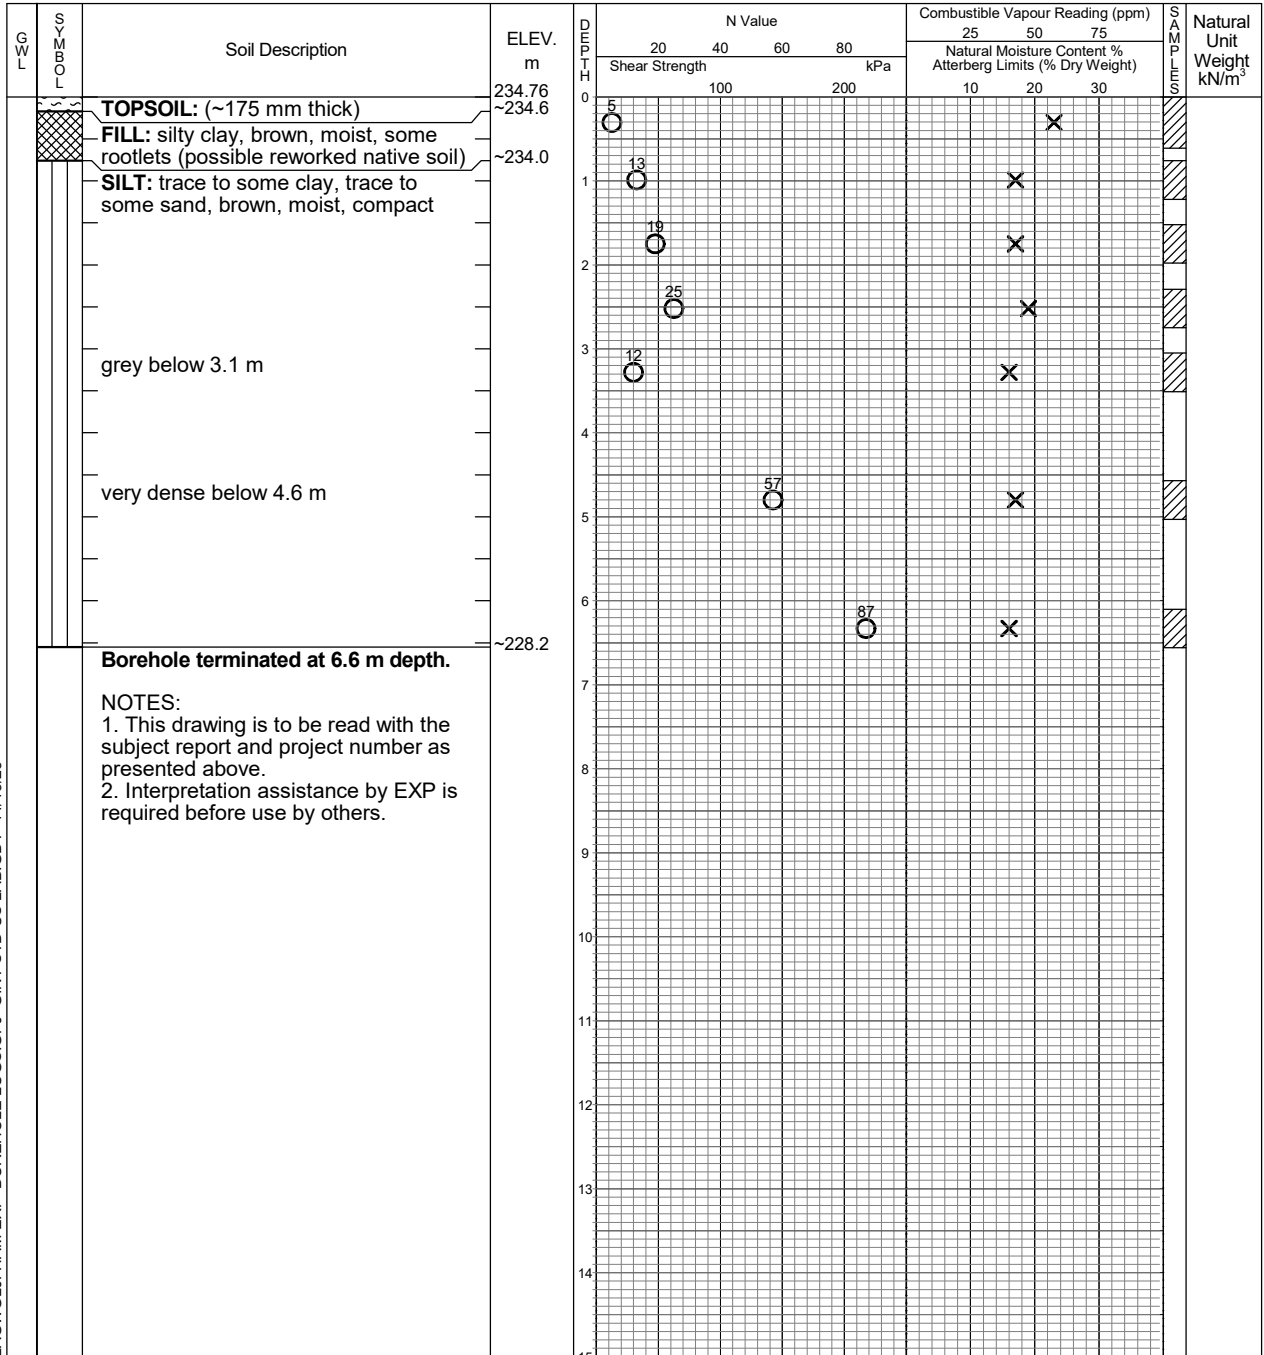 GWL
SYMBOL
Soil Description
ELEV.
m
234.76
DEPTH
N Value
20 40 60 80
Shear Strength kPa
100 200
Combustible Vapour Reading (ppm)
25 50 75
Natural Moisture Content %
Atterberg Limits (% Dry Weight)
10 20 30
SAMPLES
Natural
Unit
Weight
kN/m³
TOPSOIL: (~175 mm thick)
~234.6
FILL: silty clay, brown, moist, some
rootlets (possible reworked native soil)
~234.0
SILT: trace to some clay, trace to
some sand, brown, moist, compact
grey below 3.1 m
very dense below 4.6 m
~228.2
Borehole terminated at 6.6 m depth.
NOTES:
1. This drawing is to be read with the
subject report and project number as
presented above.
2. Interpretation assistance by EXP is
required before use by others.
0
1
2
3
4
5
6
7
8
9
10
11
12
13
14
15
5
13
19
25
12
57
87